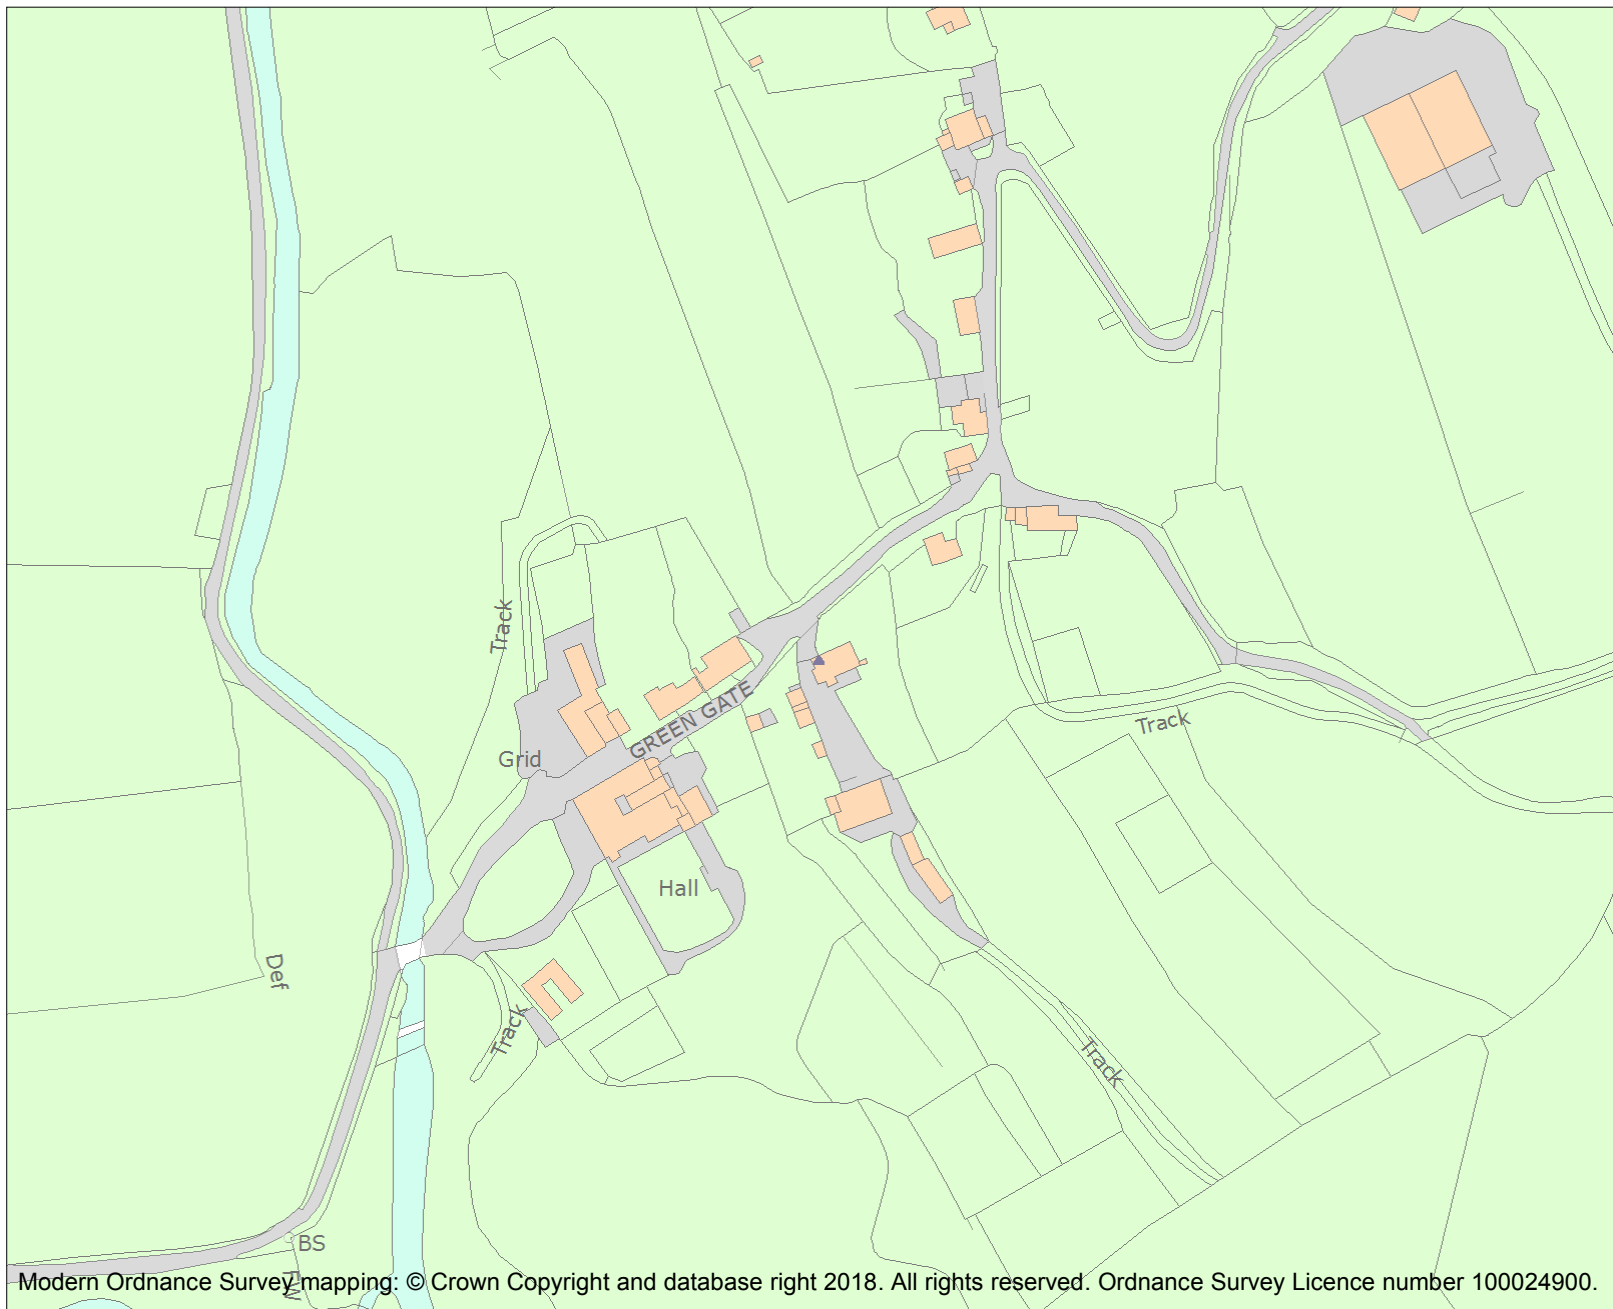 Track
GREEN GATE
Track
Grid
Hall
Def
Track
Track
BS
FW
Modern Ordnance Survey mapping: © Crown Copyright and database right 2018. All rights reserved. Ordnance Survey Licence number 100024900.